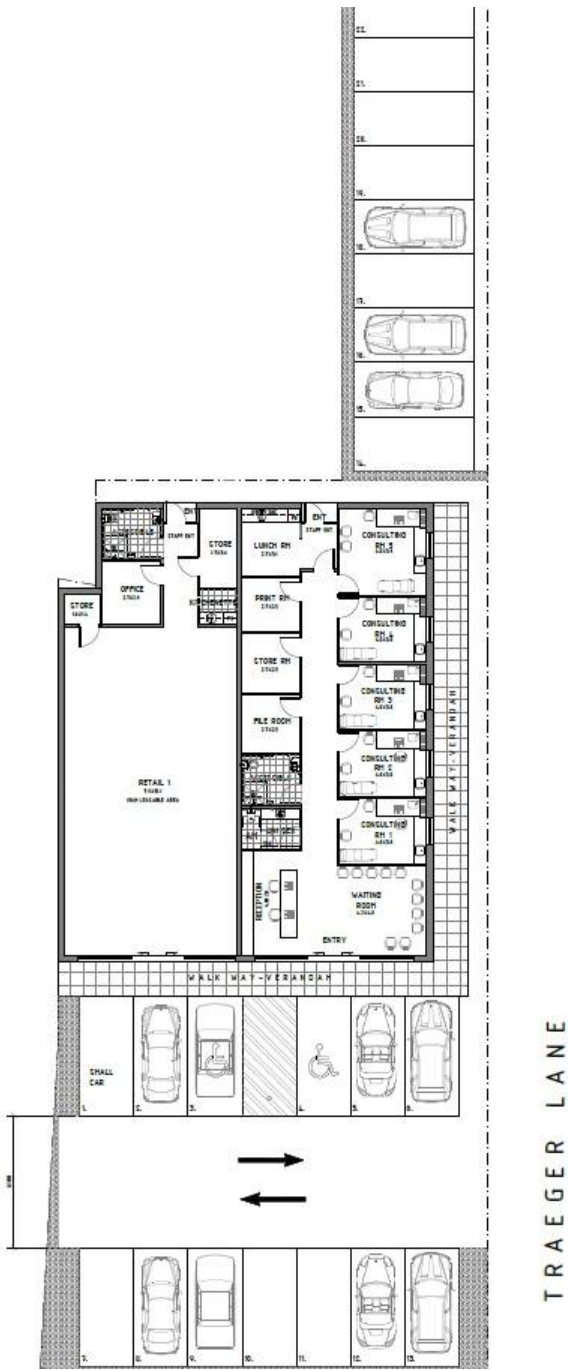 22.
21.
20.
19.
18.
17.
16.
15.
14.
ENT
STAFF ENT
STORE
OFFICE
STORE
KITCHENETTE
LUNCH RM
ENT
STAFF ENT
PRINT RM
STORE RM
FILE ROOM
CONSULTING
RM 5
CONSULTING
RM 4
CONSULTING
RM 3
CONSULTING
RM 2
CONSULTING
RM 1
RETAIL 1
WAITING
ROOM
RECEPTION
ENTRY
WALK WAY-VERANDAH
WALK WAY-VERANDAH
SMALL
CAR
1.
2.
3.
4.
5.
6.
7.
8.
9.
10.
11.
12.
13.
TRAEGER LANE